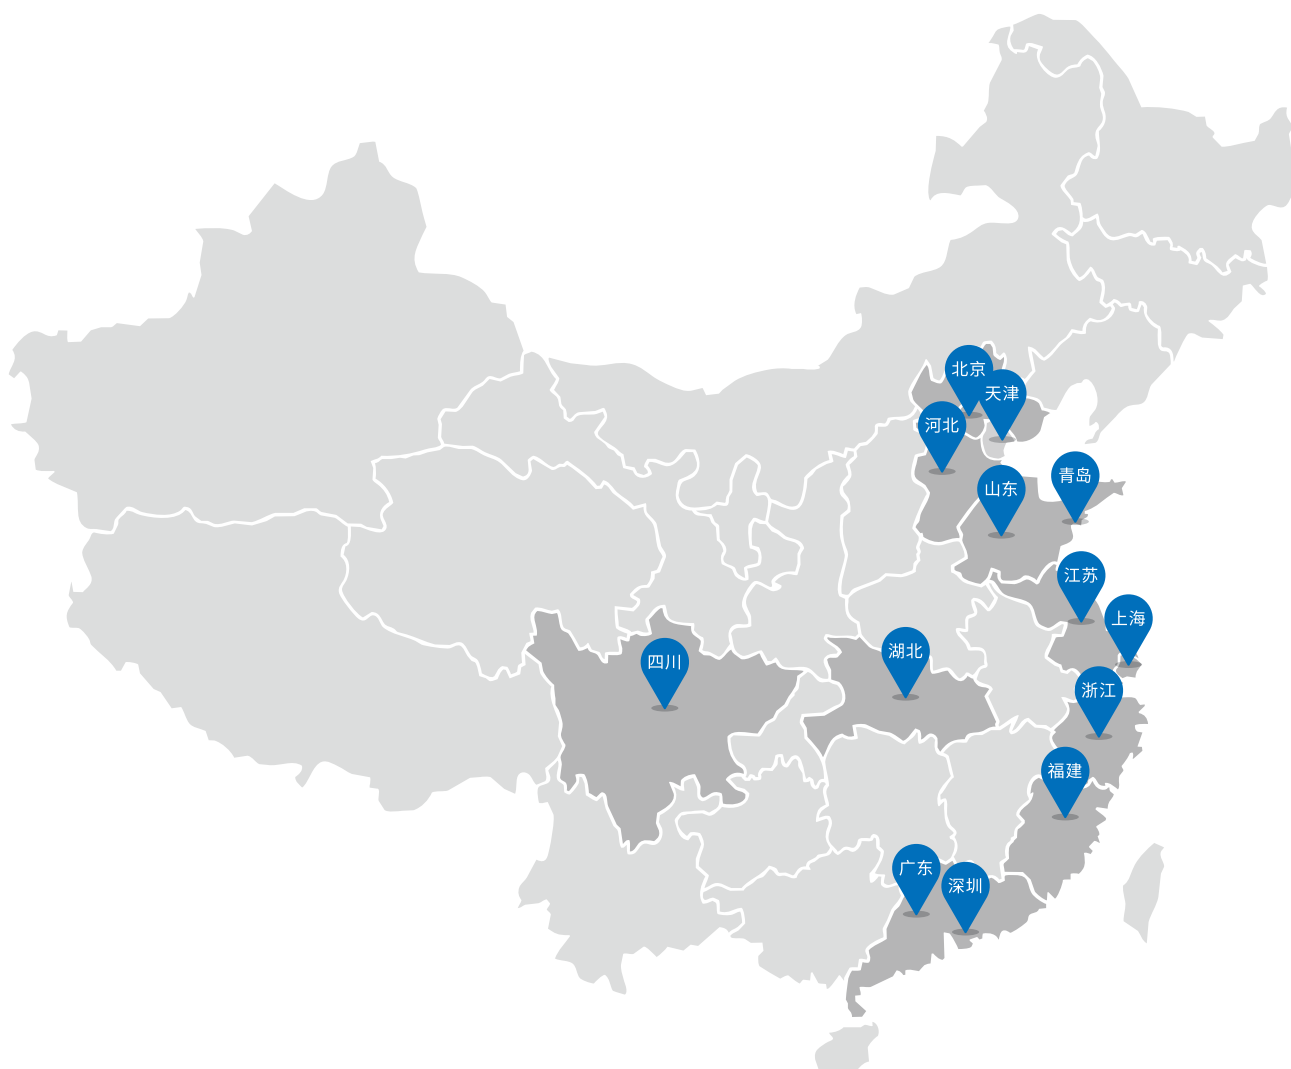 北京
天津
河北
青岛
山东
江苏
上海
湖北
四川
浙江
福建
广东
深圳